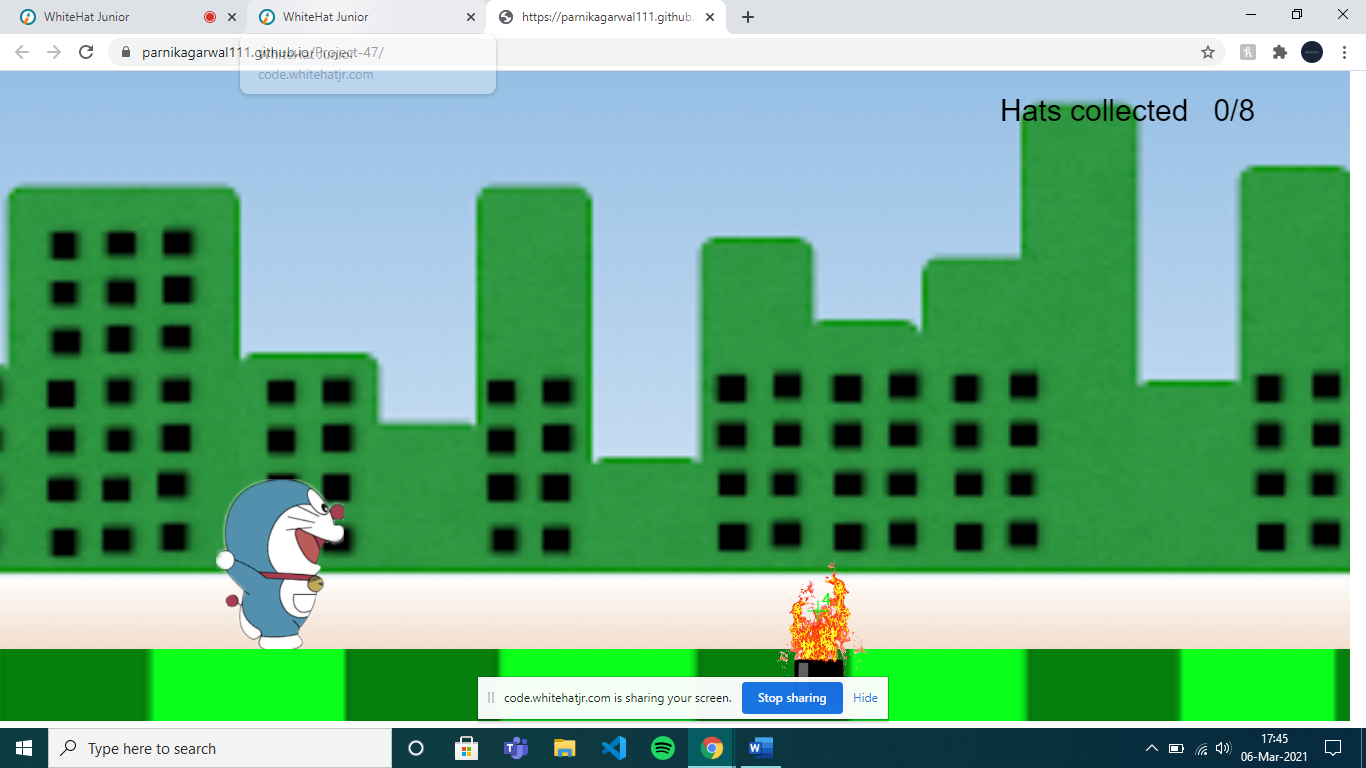 WhiteHat Junior
WhiteHat Junior
https://parnikagarwal111.github.
parnikagarwal111.github.io/Project-47/
WhiteHat Junior
code.whitehatjr.com
Hats collected 0/8
code.whitehatjr.com is sharing your screen.
Stop sharing
Hide
Type here to search
17:45
06-Mar-2021